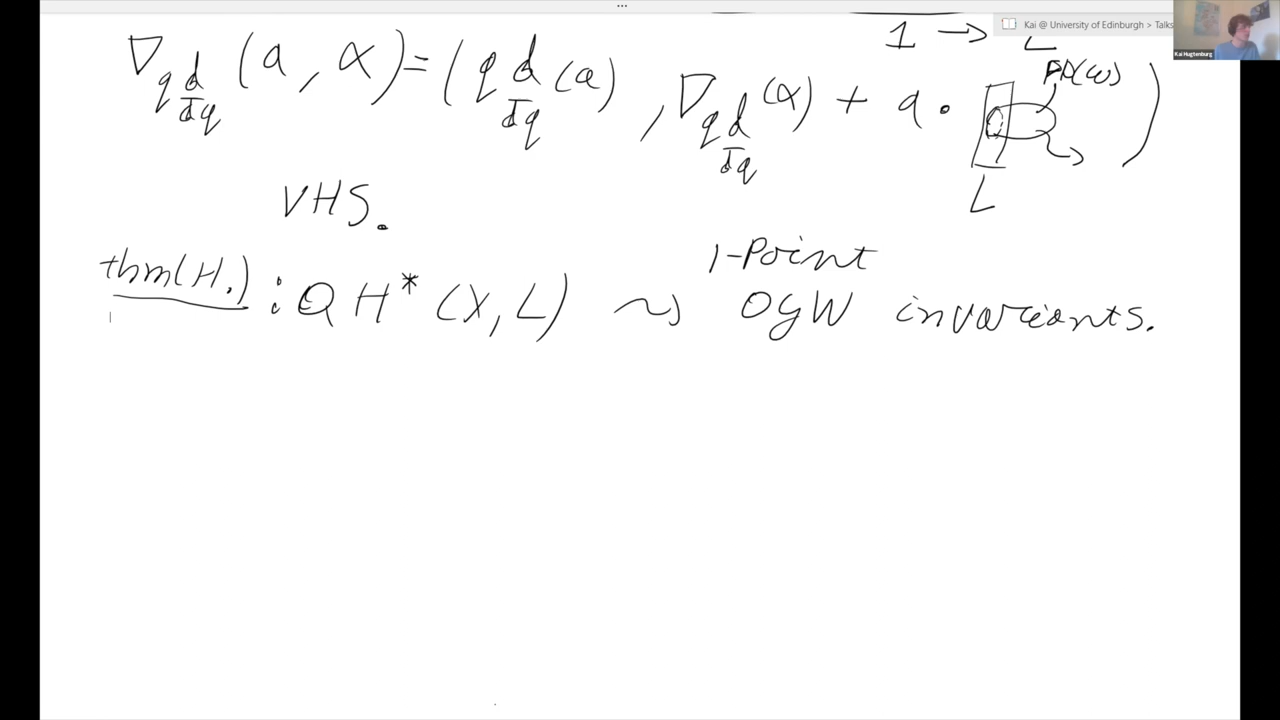 1 → L
∇_{q d/dq} (a, α) = (q d/dq (a), ∇_{q d/dq} (α) + a · PD(ω) )
L
VHS.
thm(H.) : QH*(X, L) ⇝ 1-Point OGW invariants.
Kai @ University of Edinburgh > Talks
Kai Hugtenburg